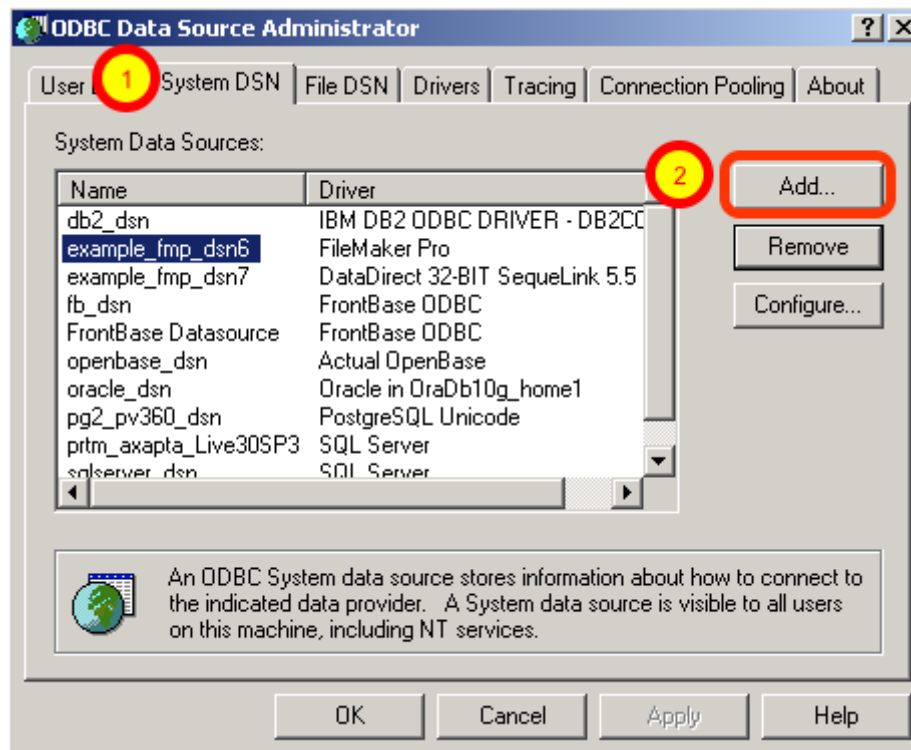 ODBC Data Source Administrator
User 1 System DSN File DSN Drivers Tracing Connection Pooling About
System Data Sources:
2 Add...
Name Driver
db2_dsn IBM DB2 ODBC DRIVER - DB2CO
example_fmp_dsn6 FileMaker Pro
Remove
example_fmp_dsn7 DataDirect 32-BIT SequeLink 5.5
fb_dsn FrontBase ODBC
Configure...
FrontBase Datasource FrontBase ODBC
openbase_dsn Actual OpenBase
oracle_dsn Oracle in OraDb10g_home1
pg2_pv360_dsn PostgreSQL Unicode
prtm_axapta_Live30SP3 SQL Server
sqlserver_dsn SQL Server
An ODBC System data source stores information about how to connect to
the indicated data provider. A System data source is visible to all users
on this machine, including NT services.
OK Cancel Apply Help